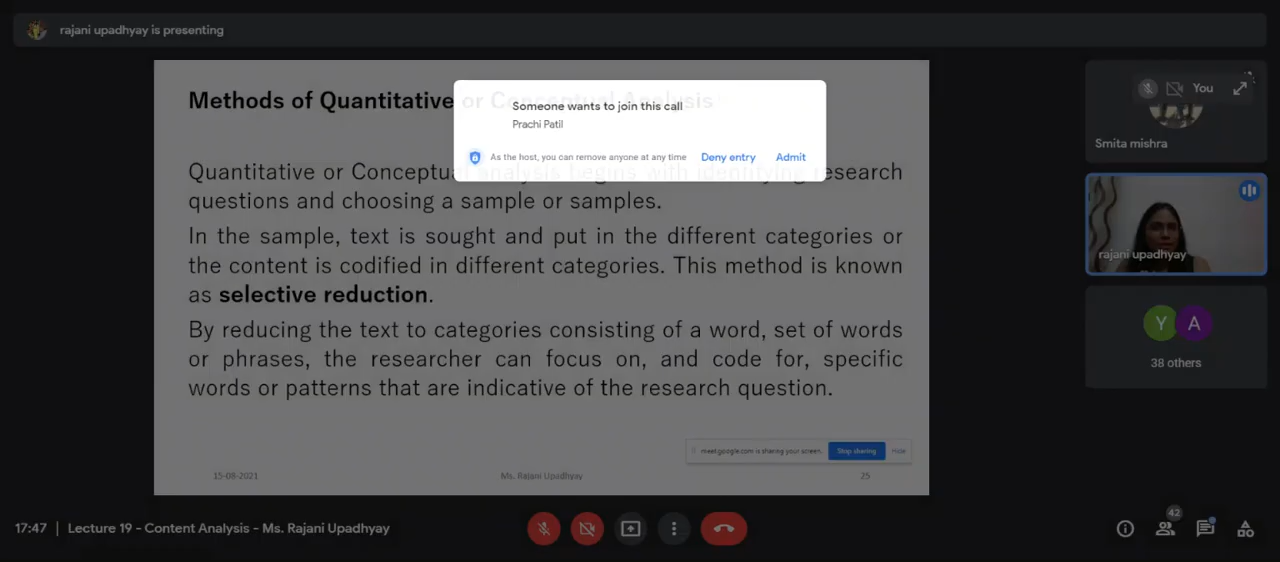 rajani upadhyay is presenting
Methods of Quantitative or Conceptual Analysis
Someone wants to join this call
Prachi Patil
As the host, you can remove anyone at any time Deny entry Admit
Quantitative or Conceptual analysis begins with identifying research
questions and choosing a sample or samples.
In the sample, text is sought and put in the different categories or
the content is codified in different categories. This method is known
as selective reduction.
By reducing the text to categories consisting of a word, set of words
or phrases, the researcher can focus on, and code for, specific
words or patterns that are indicative of the research question.
meet.google.com is sharing your screen. Stop sharing Hide
15-08-2021 Ms. Rajani Upadhyay 25
You
Smita mishra
rajani upadhyay
Y A
38 others
17:47 | Lecture 19 - Content Analysis - Ms. Rajani Upadhyay
42